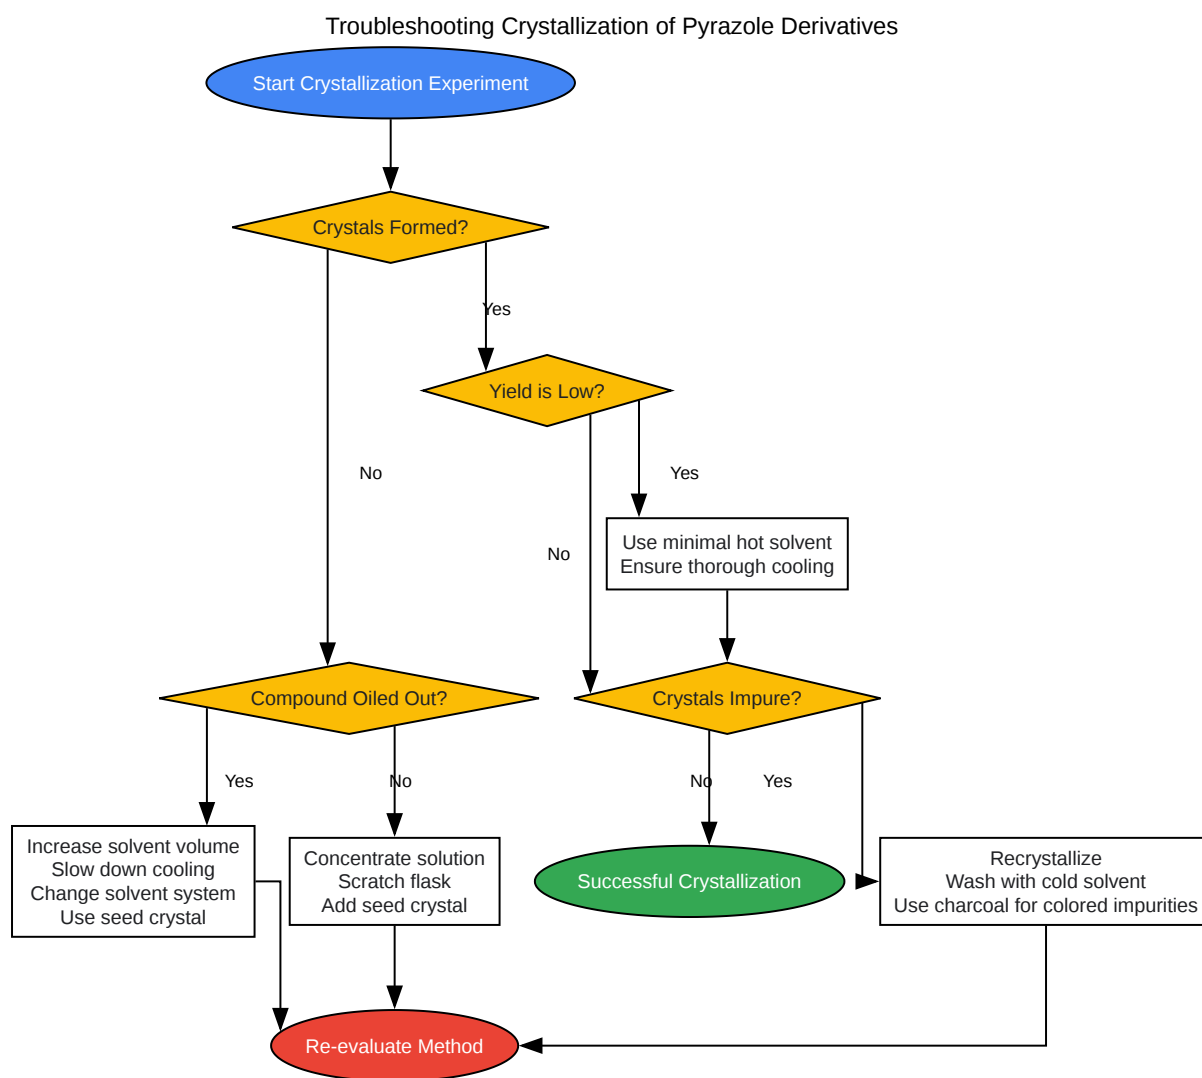 Troubleshooting Crystallization of Pyrazole Derivatives
Start Crystallization Experiment
Crystals Formed?
Yes
Yield is Low?
No
Yes
No
Use minimal hot solvent
Ensure thorough cooling
Compound Oiled Out?
Crystals Impure?
Yes
No
No
Yes
Increase solvent volume
Slow down cooling
Change solvent system
Use seed crystal
Concentrate solution
Scratch flask
Add seed crystal
Successful Crystallization
Recrystallize
Wash with cold solvent
Use charcoal for colored impurities
Re-evaluate Method